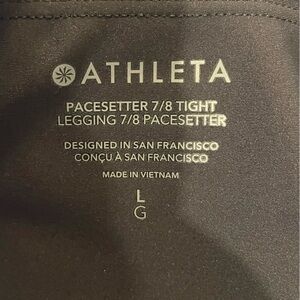 ATHLETA
PACESETTER 7/8 TIGHT
LEGGING 7/8 PACESETTER
DESIGNED IN SAN FRANCISCO
CONÇU À SAN FRANCISCO
MADE IN VIETNAM
L
G